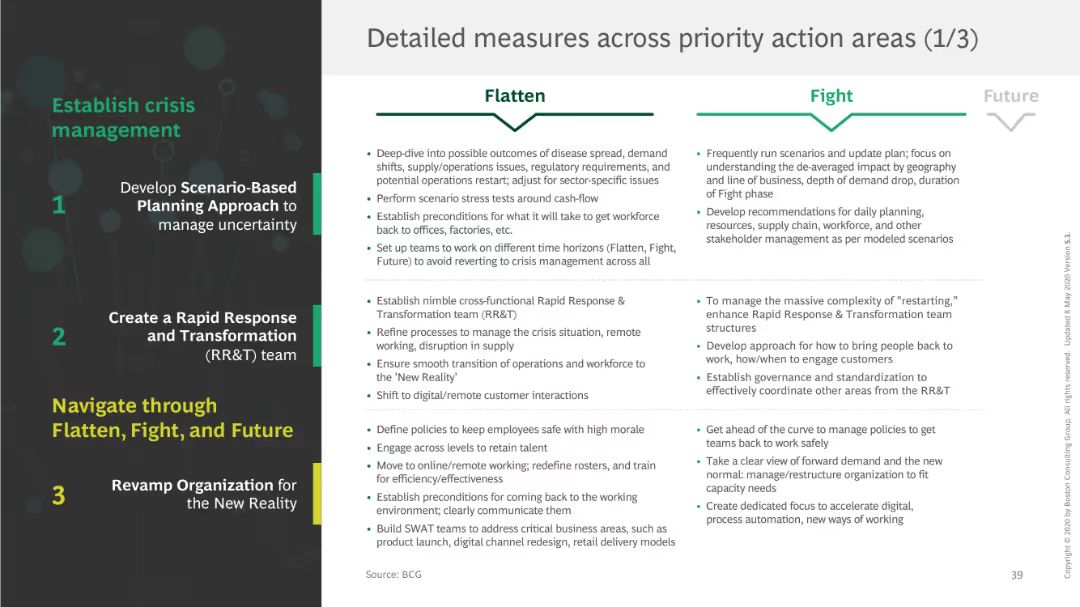 Detailed measures across priority action areas (1/3)
Establish crisis
management
1
Develop Scenario-Based
Planning Approach to
manage uncertainty
2
Create a Rapid Response
and Transformation
(RR&T) team
Navigate through
Flatten, Fight, and Future
3
Revamp Organization for
the New Reality
Flatten
• Deep-dive into possible outcomes of disease spread, demand
shifts, supply/operations issues, regulatory requirements, and
potential operations restart; adjust for sector-specific issues
• Perform scenario stress tests around cash-flow
• Establish preconditions for what it will take to get workforce
back to offices, factories, etc.
• Set up teams to work on different time horizons (Flatten, Fight,
Future) to avoid reverting to crisis management across all
• Establish nimble cross-functional Rapid Response &
Transformation team (RR&T)
• Refine processes to manage the crisis situation, remote
working, disruption in supply
• Ensure smooth transition of operations and workforce to
the 'New Reality'
• Shift to digital/remote customer interactions
• Define policies to keep employees safe with high morale
• Engage across levels to retain talent
• Move to online/remote working; redefine rosters, and train
for efficiency/effectiveness
• Establish preconditions for coming back to the working
environment; clearly communicate them
• Build SWAT teams to address critical business areas, such as
product launch, digital channel redesign, retail delivery models
Fight
• Frequently run scenarios and update plan; focus on
understanding the de-averaged impact by geography
and line of business, depth of demand drop, duration
of Fight phase
• Develop recommendations for daily planning,
resources, supply chain, workforce, and other
stakeholder management as per modeled scenarios
• To manage the massive complexity of "restarting,"
enhance Rapid Response & Transformation team
structures
• Develop approach for how to bring people back to
work, how/when to engage customers
• Establish governance and standardization to
effectively coordinate other areas from the RR&T
• Get ahead of the curve to manage policies to get
teams back to work safely
• Take a clear view of forward demand and the new
normal: manage/restructure organization to fit
capacity needs
• Create dedicated focus to accelerate digital,
process automation, new ways of working
Future
Source: BCG
39
Copyright © 2020 by Boston Consulting Group. All rights reserved. Updated 8 May 2020 Version 5.1.